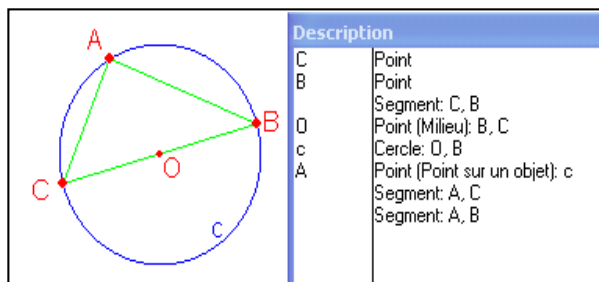 A
B
O
C
c
Description
C Point
B Point
Segment: C, B
O Point (Milieu): B, C
c Cercle: O, B
A Point (Point sur un objet): c
Segment: A, C
Segment: A, B